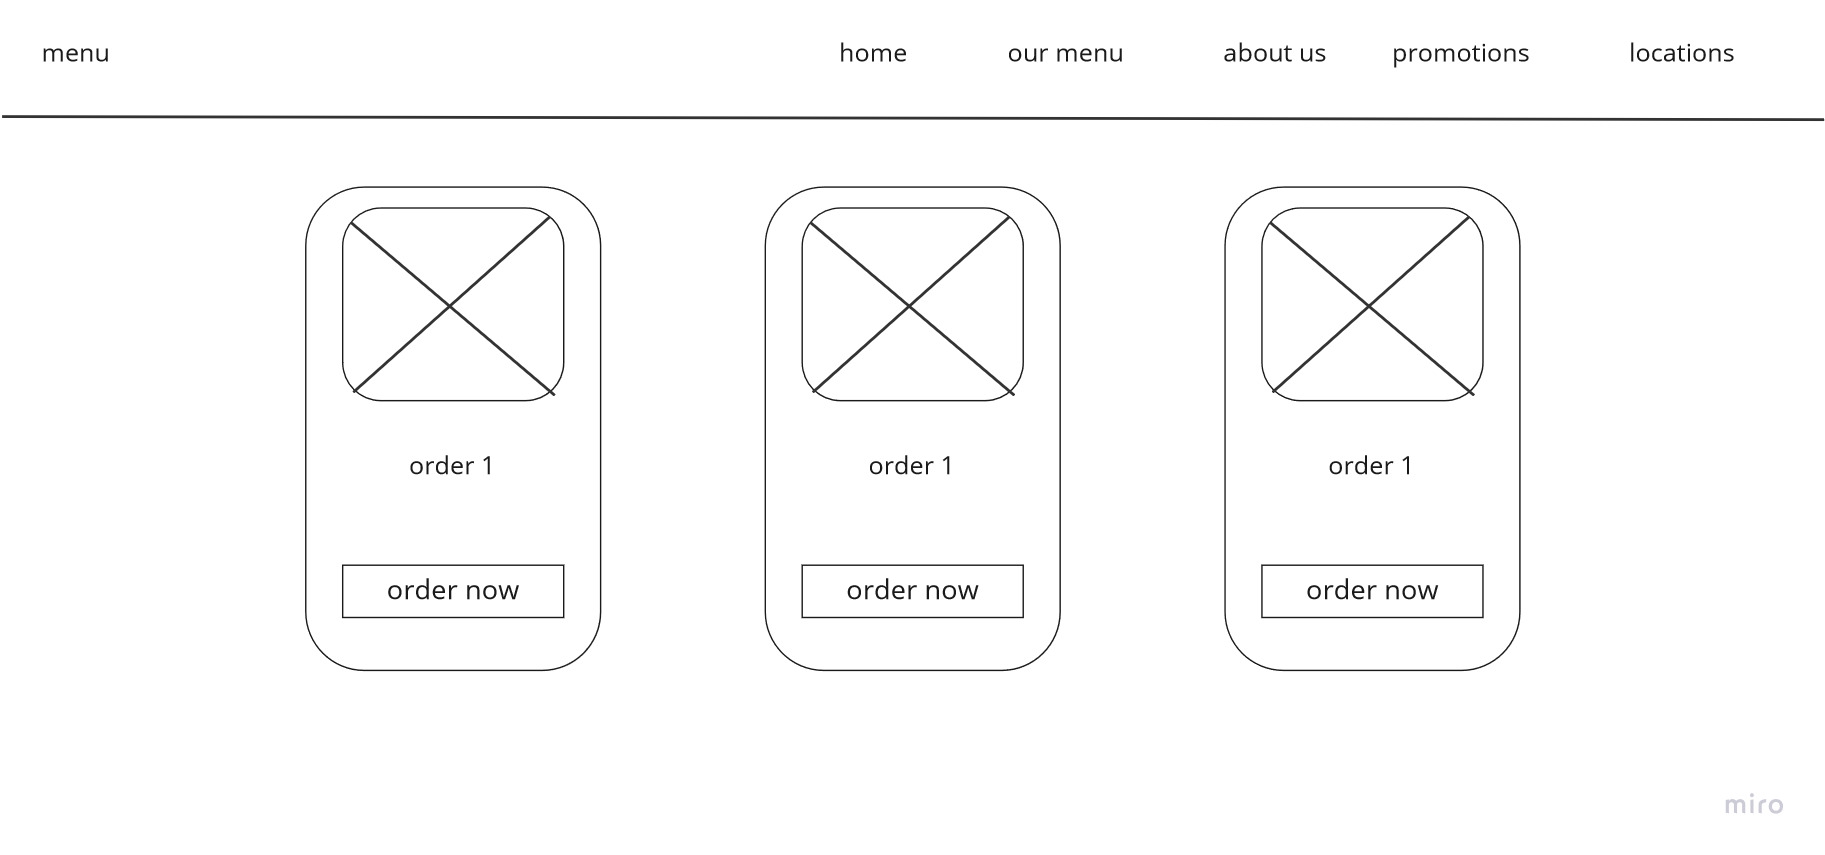 menu home our menu about us promotions locations
order 1 order 1 order 1
order now order now order now
miro